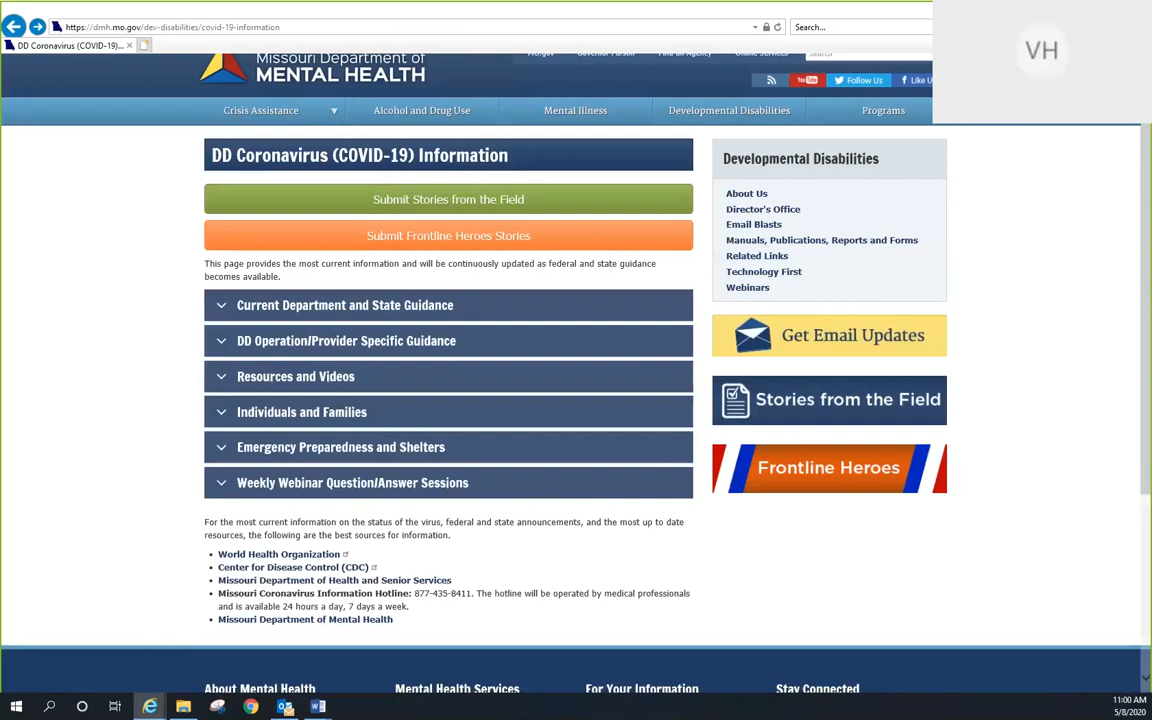 https://dmh.mo.gov/dev-disabilities/covid-19-information
Search...
VH
DD Coronavirus (COVID-19)...
Missouri Department of
MENTAL HEALTH
Search
YouTube
Follow Us
Like U
Crisis Assistance
Alcohol and Drug Use
Mental Illness
Developmental Disabilities
Programs
DD Coronavirus (COVID-19) Information
Submit Stories from the Field
Submit Frontline Heroes Stories
This page provides the most current information and will be continuously updated as federal and state guidance
becomes available.
Current Department and State Guidance
DD Operation/Provider Specific Guidance
Resources and Videos
Individuals and Families
Emergency Preparedness and Shelters
Weekly Webinar Question/Answer Sessions
For the most current information on the status of the virus, federal and state announcements, and the most up to date
resources, the following are the best sources for information.
• World Health Organization
• Center for Disease Control (CDC)
• Missouri Department of Health and Senior Services
• Missouri Coronavirus Information Hotline: 877-435-8411. The hotline will be operated by medical professionals
and is available 24 hours a day, 7 days a week.
• Missouri Department of Mental Health
Developmental Disabilities
About Us
Director's Office
Email Blasts
Manuals, Publications, Reports and Forms
Related Links
Technology First
Webinars
Get Email Updates
Stories from the Field
Frontline Heroes
About Mental Health
Mental Health Services
For Your Information
Stay Connected
11:00 AM
5/8/2020